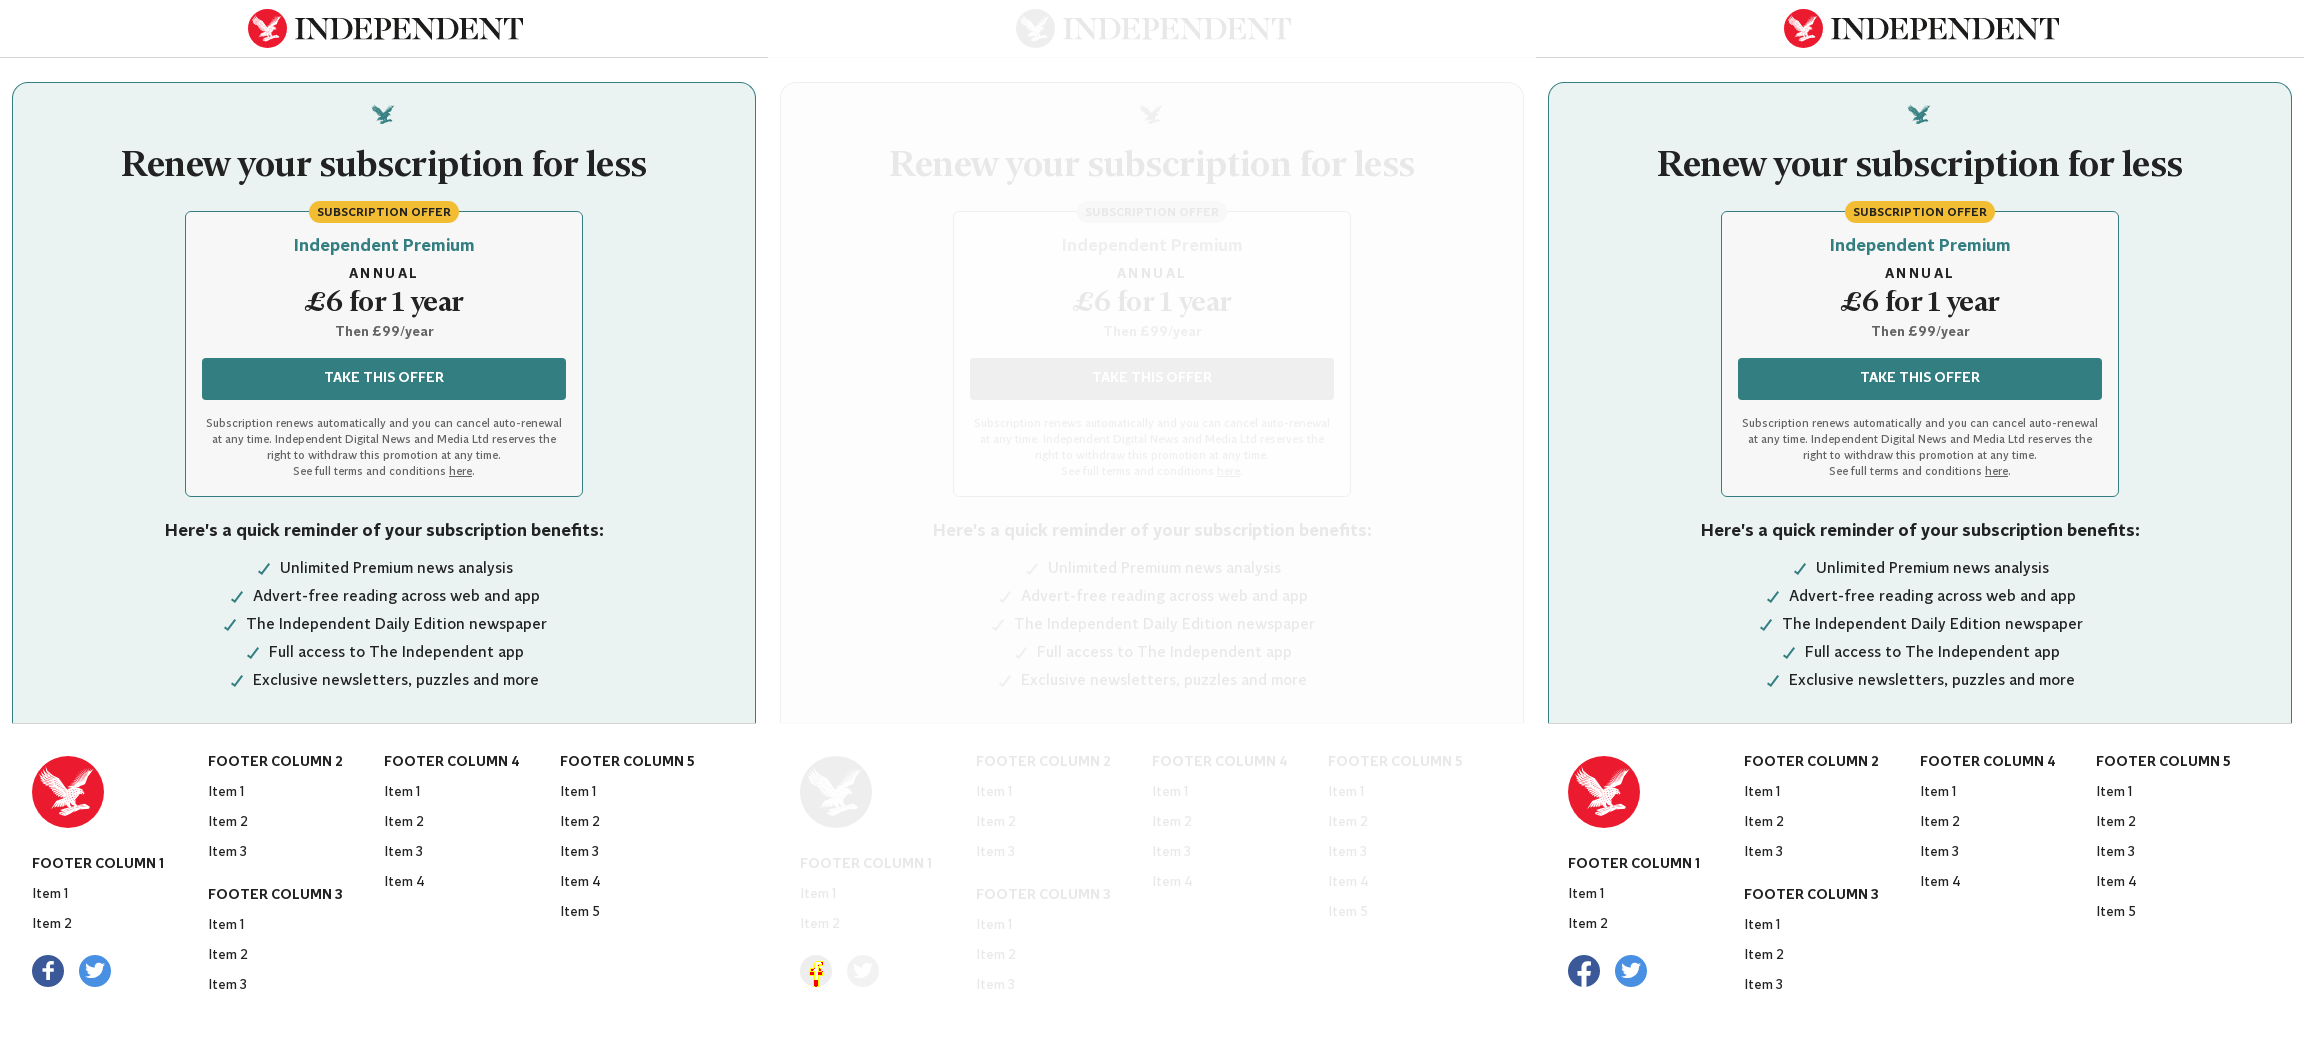 INDEPENDENT
Renew your subscription for less
SUBSCRIPTION OFFER
Independent Premium
ANNUAL
£6 for 1 year
Then £99/year
TAKE THIS OFFER
Subscription renews automatically and you can cancel auto-renewal
at any time. Independent Digital News and Media Ltd reserves the
right to withdraw this promotion at any time.
See full terms and conditions here.
Here's a quick reminder of your subscription benefits:
Unlimited Premium news analysis
Advert-free reading across web and app
The Independent Daily Edition newspaper
Full access to The Independent app
Exclusive newsletters, puzzles and more
FOOTER COLUMN 1
Item 1
Item 2
FOOTER COLUMN 2
Item 1
Item 2
Item 3
FOOTER COLUMN 3
Item 1
Item 2
Item 3
FOOTER COLUMN 4
Item 1
Item 2
Item 3
Item 4
FOOTER COLUMN 5
Item 1
Item 2
Item 3
Item 4
Item 5
INDEPENDENT
Renew your subscription for less
SUBSCRIPTION OFFER
Independent Premium
ANNUAL
£6 for 1 year
Then £99/year
TAKE THIS OFFER
Subscription renews automatically and you can cancel auto-renewal
at any time. Independent Digital News and Media Ltd reserves the
right to withdraw this promotion at any time.
See full terms and conditions here.
Here's a quick reminder of your subscription benefits:
Unlimited Premium news analysis
Advert-free reading across web and app
The Independent Daily Edition newspaper
Full access to The Independent app
Exclusive newsletters, puzzles and more
FOOTER COLUMN 1
Item 1
Item 2
FOOTER COLUMN 2
Item 1
Item 2
Item 3
FOOTER COLUMN 3
Item 1
Item 2
Item 3
FOOTER COLUMN 4
Item 1
Item 2
Item 3
Item 4
FOOTER COLUMN 5
Item 1
Item 2
Item 3
Item 4
Item 5
INDEPENDENT
Renew your subscription for less
SUBSCRIPTION OFFER
Independent Premium
ANNUAL
£6 for 1 year
Then £99/year
TAKE THIS OFFER
Subscription renews automatically and you can cancel auto-renewal
at any time. Independent Digital News and Media Ltd reserves the
right to withdraw this promotion at any time.
See full terms and conditions here.
Here's a quick reminder of your subscription benefits:
Unlimited Premium news analysis
Advert-free reading across web and app
The Independent Daily Edition newspaper
Full access to The Independent app
Exclusive newsletters, puzzles and more
FOOTER COLUMN 1
Item 1
Item 2
FOOTER COLUMN 2
Item 1
Item 2
Item 3
FOOTER COLUMN 3
Item 1
Item 2
Item 3
FOOTER COLUMN 4
Item 1
Item 2
Item 3
Item 4
FOOTER COLUMN 5
Item 1
Item 2
Item 3
Item 4
Item 5